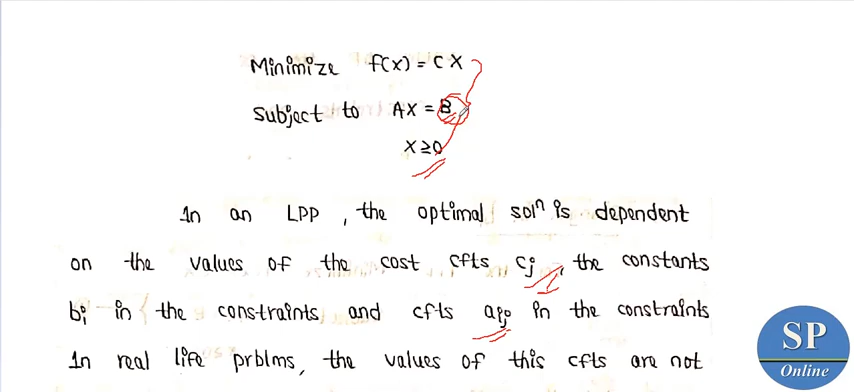 Minimize f(x) = C X
Subject to AX = B
X ≥ 0
In an LPP, the optimal solⁿ is dependent
on the values of the cost cfts cj, the constants
bi in the constraints and cfts aij in the constraints
In real life prblms, the values of this cfts are not
SP
Online